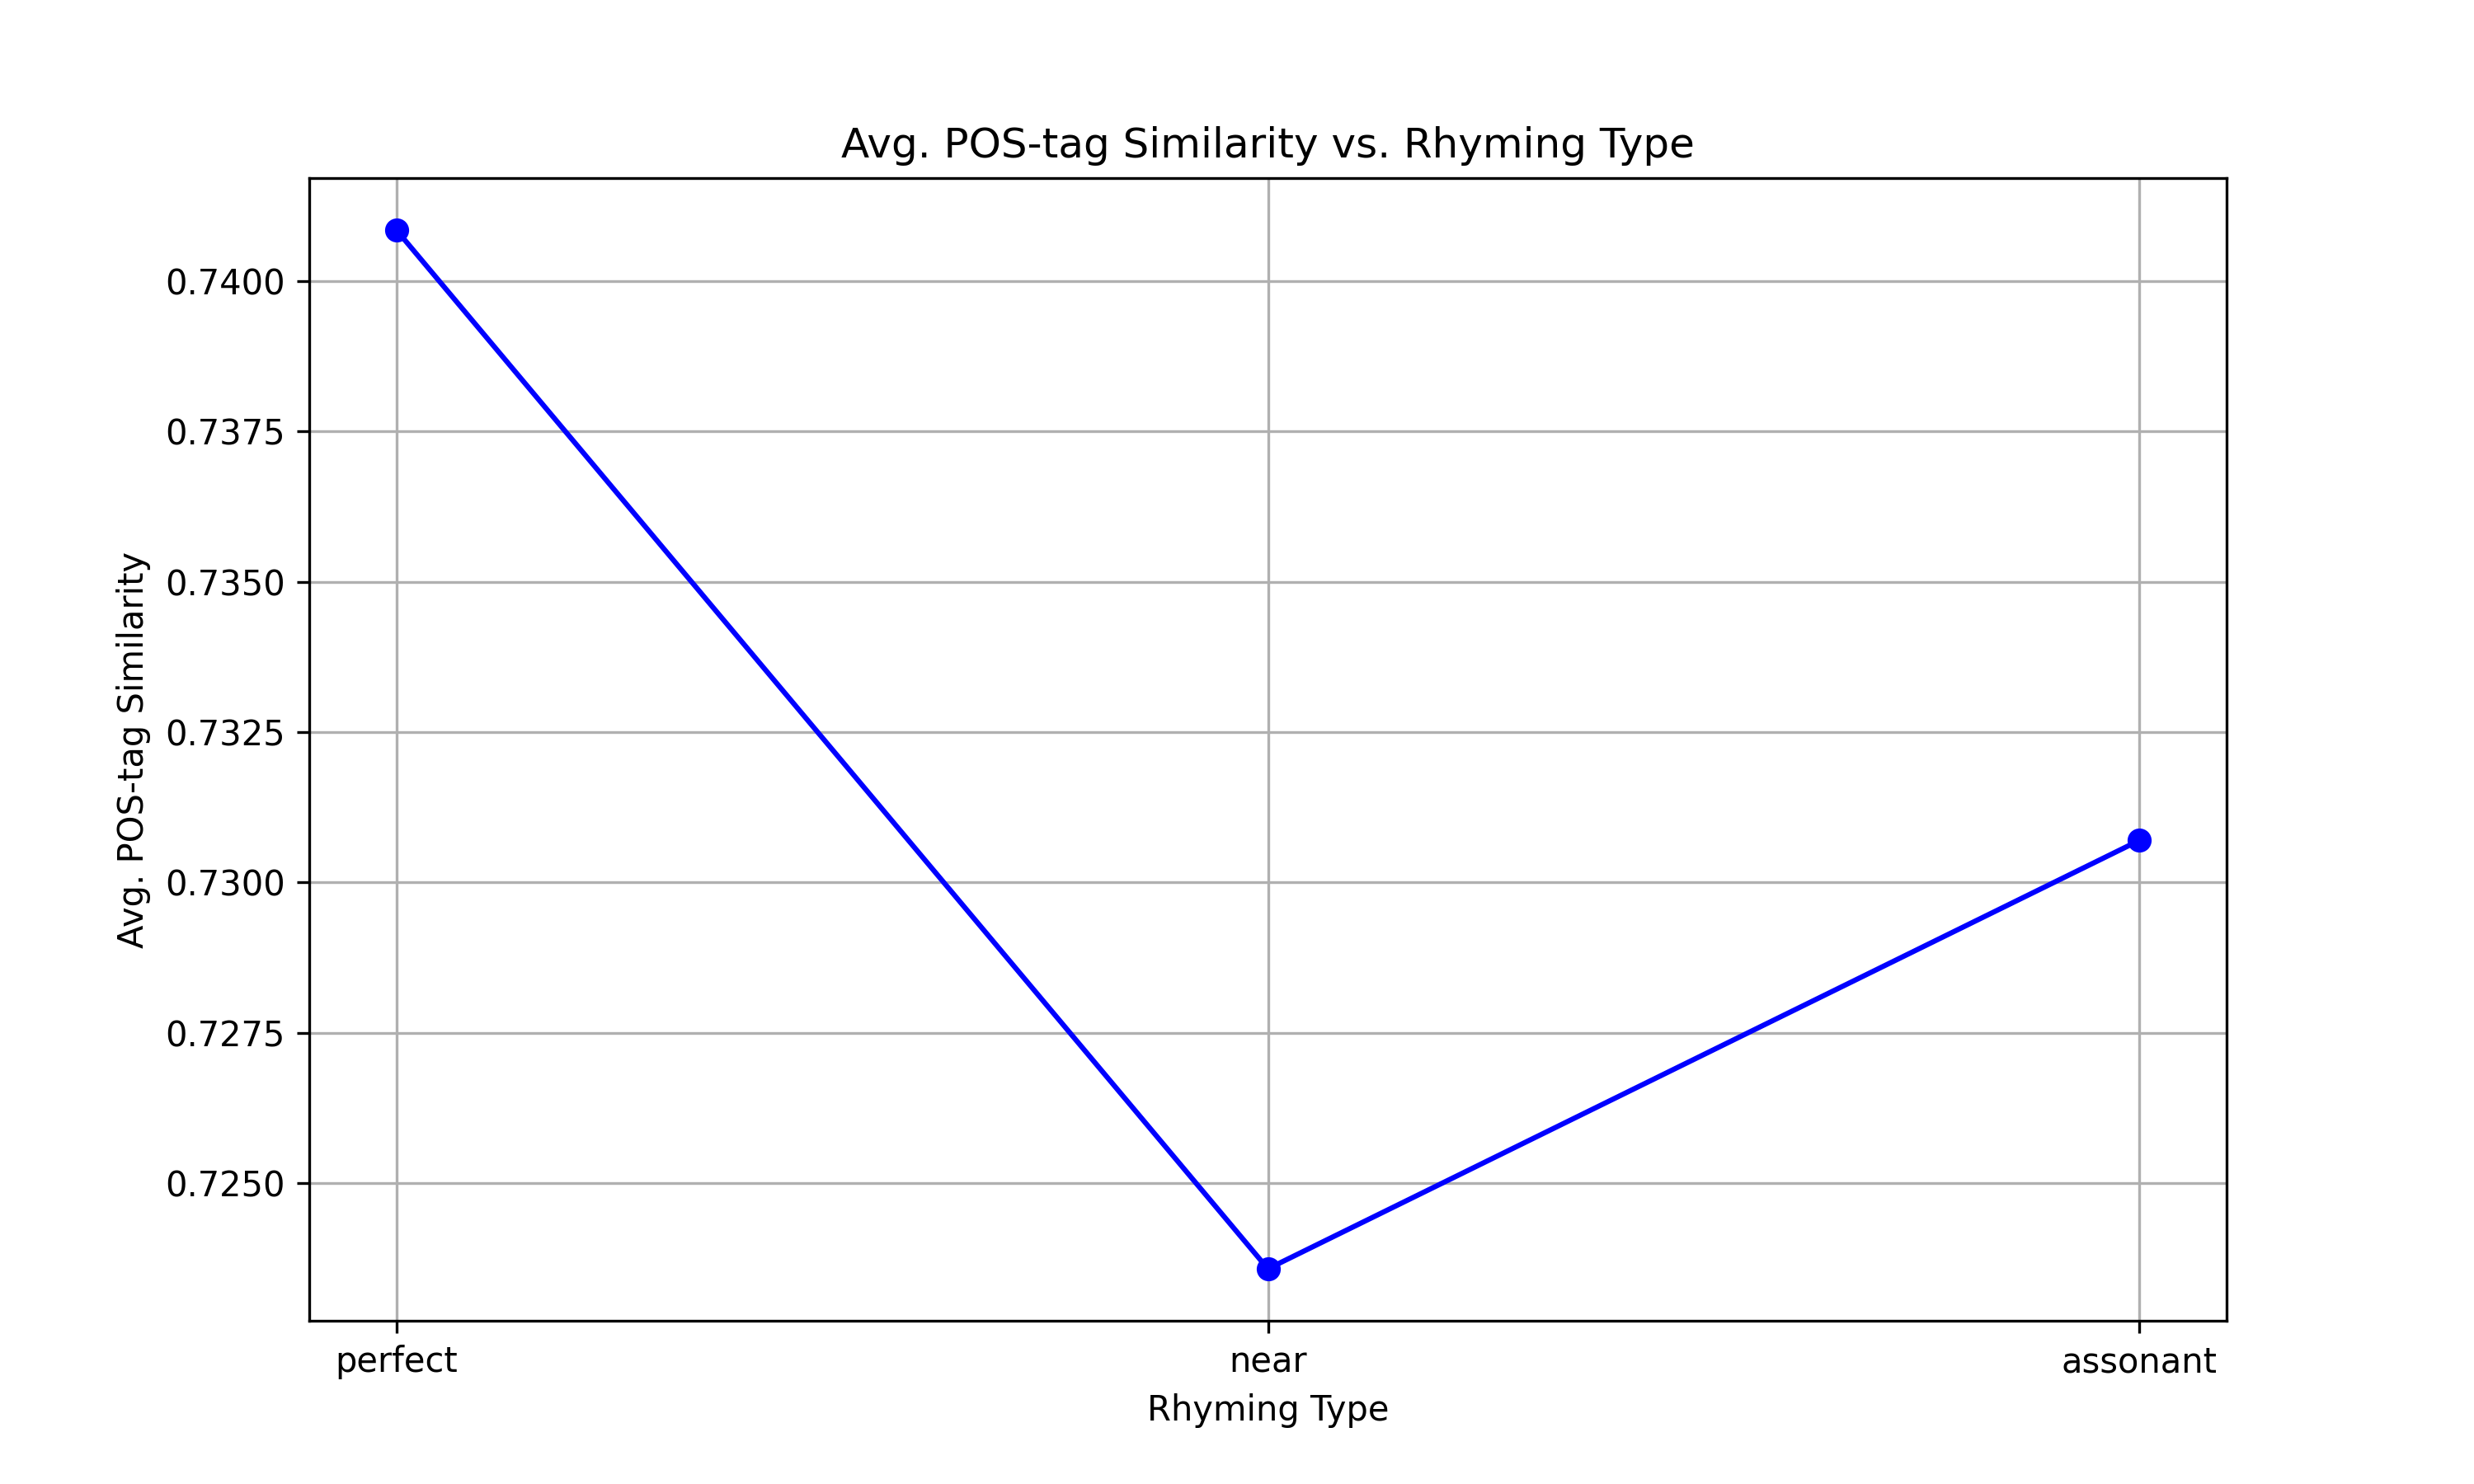 Avg. POS-tag Similarity vs. Rhyming Type
Avg. POS-tag Similarity
0.7400
0.7375
0.7350
0.7325
0.7300
0.7275
0.7250
perfect
near
assonant
Rhyming Type